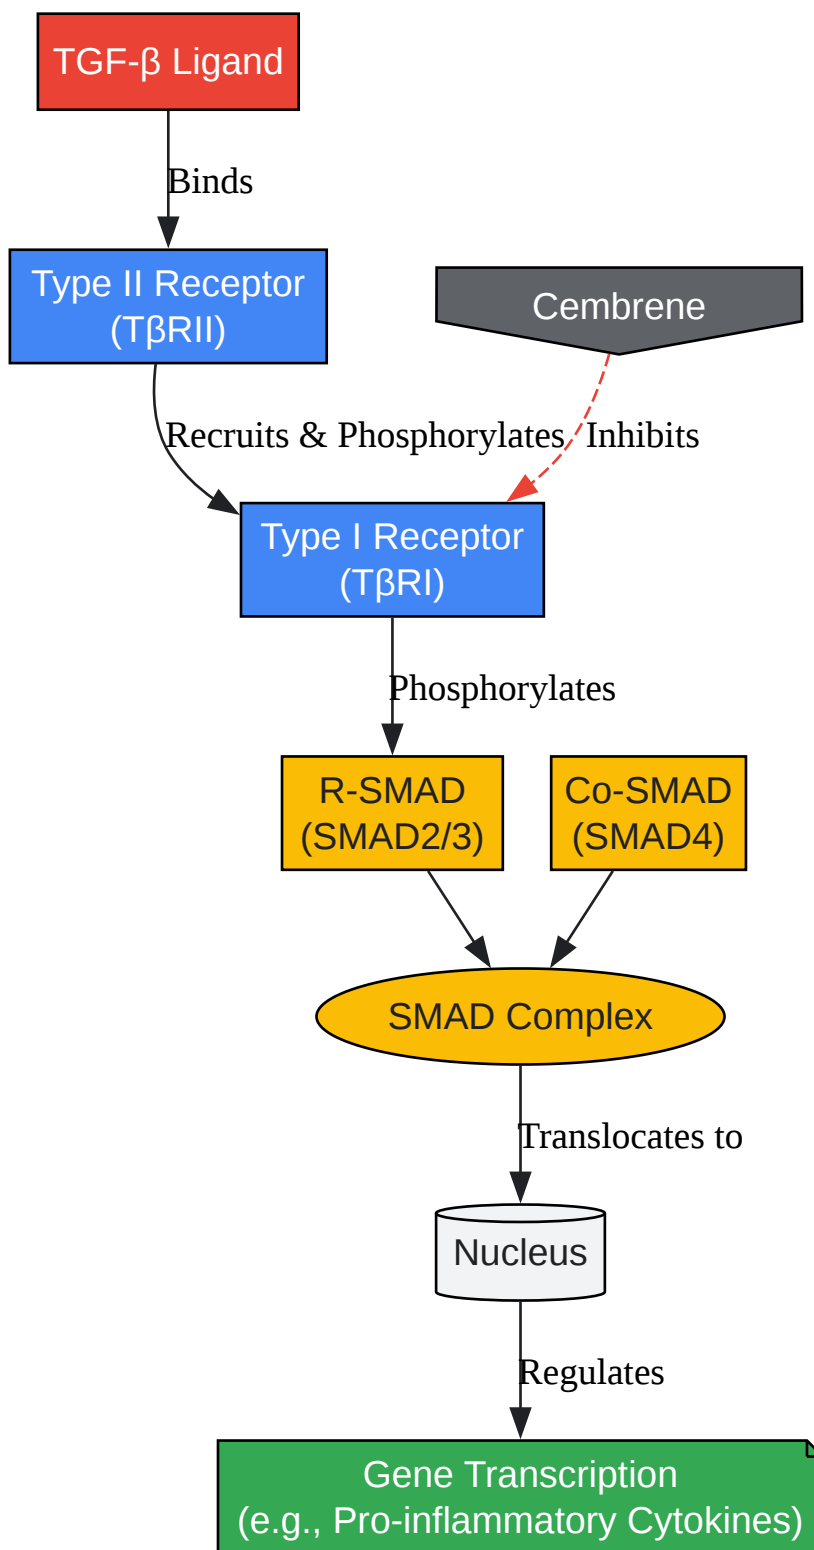 TGF-β Ligand
Binds
Type II Receptor
(TβRII)
Cembrene
Recruits & Phosphorylates
Inhibits
Type I Receptor
(TβRI)
Phosphorylates
R-SMAD
(SMAD2/3)
Co-SMAD
(SMAD4)
SMAD Complex
Translocates to
Nucleus
Regulates
Gene Transcription
(e.g., Pro-inflammatory Cytokines)